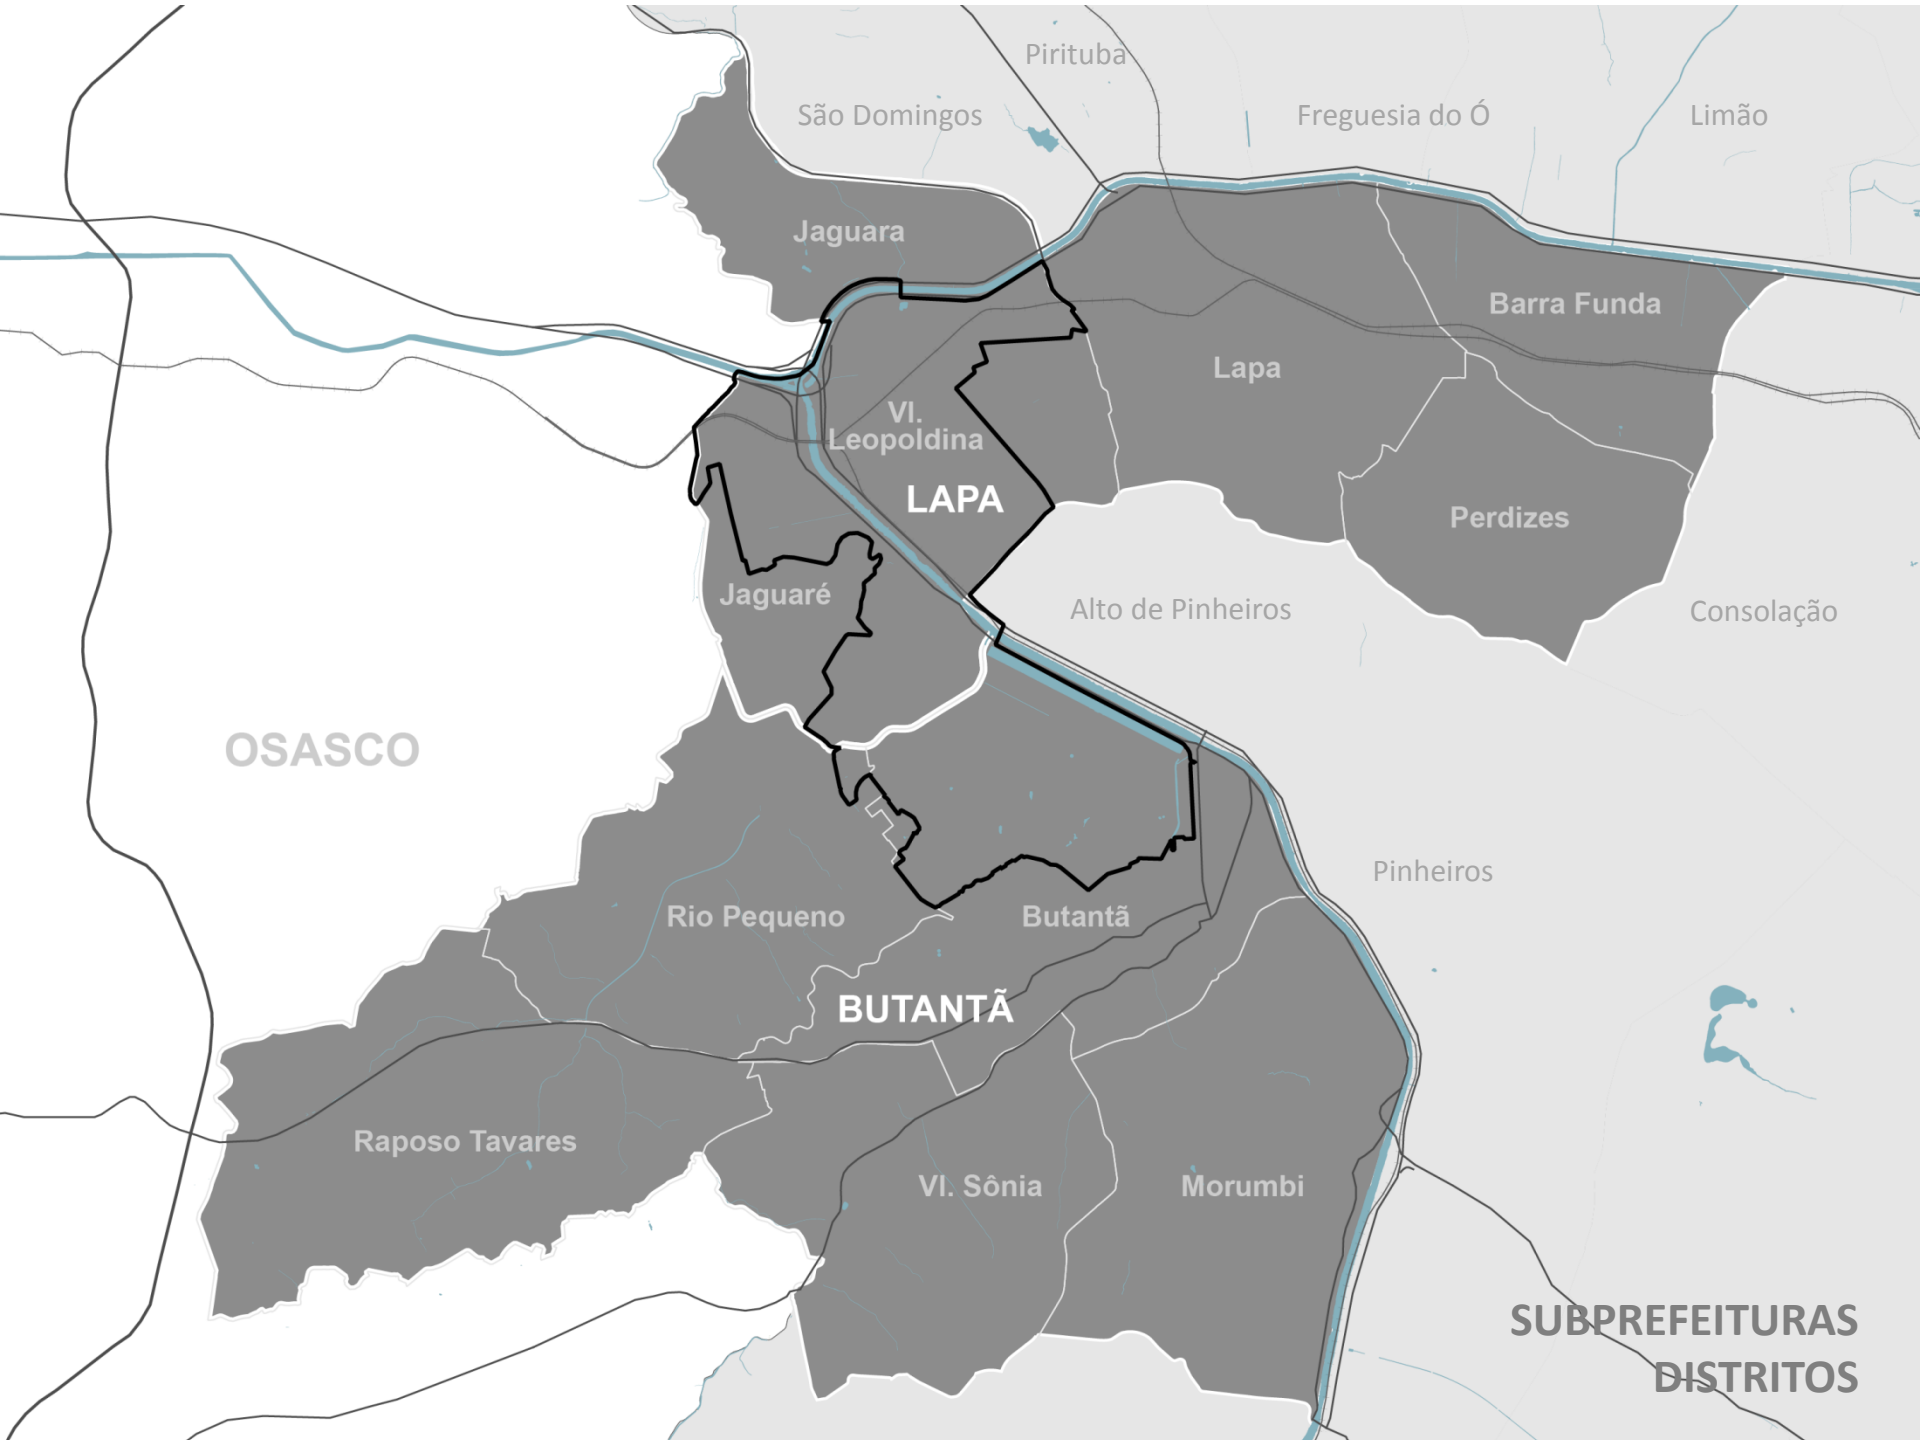 Pirituba
São Domingos
Freguesia do Ó
Limão
Jaguara
Barra Funda
Lapa
Vl.
Leopoldina
LAPA
Perdizes
Jaguaré
Alto de Pinheiros
Consolação
OSASCO
Pinheiros
Rio Pequeno
Butantã
BUTANTÃ
Raposo Tavares
Vl. Sônia
Morumbi
SUBPREFEITURAS
DISTRITOS